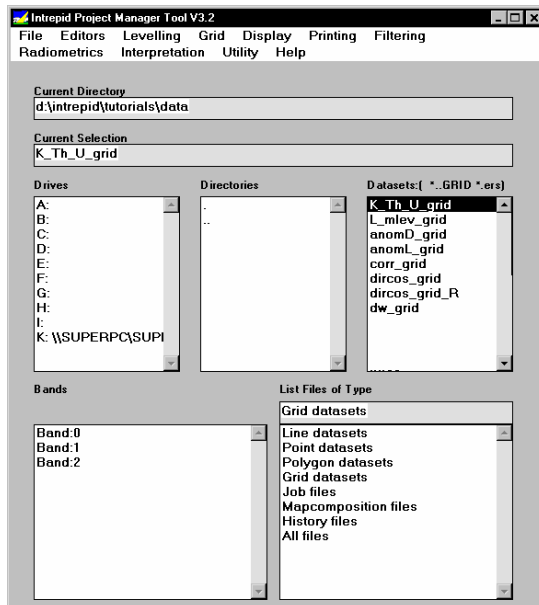 Intrepid Project Manager Tool V3.2
File Editors Levelling Grid Display Printing Filtering
Radiometrics Interpretation Utility Help
Current Directory
d:\intrepid\tutorials\data
Current Selection
K_Th_U_grid
Drives
A:
B:
C:
D:
E:
F:
G:
H:
I:
K: \\SUPERPC\SUPI
Directories
.
..
Datasets:( *..GRID *.ers)
K_Th_U_grid
L_mlev_grid
anomD_grid
anomL_grid
corr_grid
dircos_grid
dircos_grid_R
dw_grid
Bands
Band:0
Band:1
Band:2
List Files of Type
Grid datasets
Line datasets
Point datasets
Polygon datasets
Grid datasets
Job files
Mapcomposition files
History files
All files